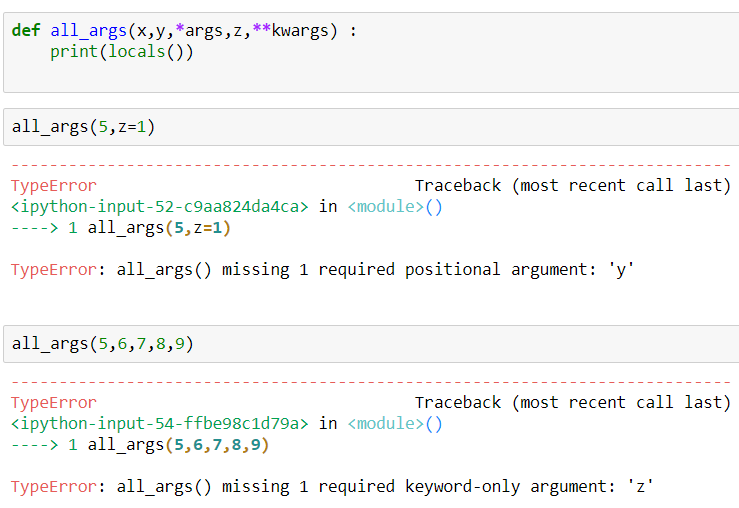 def all_args(x,y,*args,z,**kwargs) :
    print(locals())
all_args(5,z=1)
---------------------------------------------------------------------------
TypeError                                 Traceback (most recent call last)
<ipython-input-52-c9aa824da4ca> in <module>()
----> 1 all_args(5,z=1)
TypeError: all_args() missing 1 required positional argument: 'y'
all_args(5,6,7,8,9)
---------------------------------------------------------------------------
TypeError                                 Traceback (most recent call last)
<ipython-input-54-ffbe98c1d79a> in <module>()
----> 1 all_args(5,6,7,8,9)
TypeError: all_args() missing 1 required keyword-only argument: 'z'